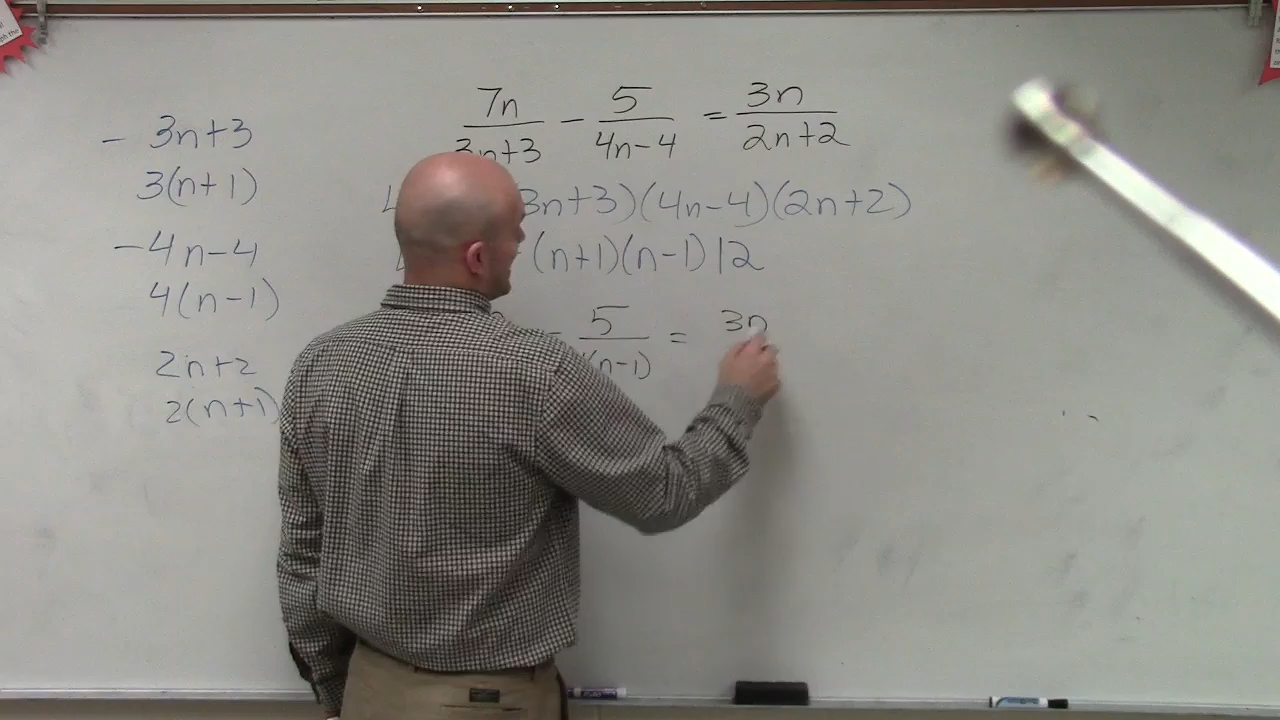 7n/3n+3 − 5/4n−4 = 3n/2n+2
3n+3)(4n−4)(2n+2)
(n+1)(n−1)12
− 5/(n−1) = 3n
− 3n+3
3(n+1)
−4n−4
4(n−1)
2n+2
2(n+1)